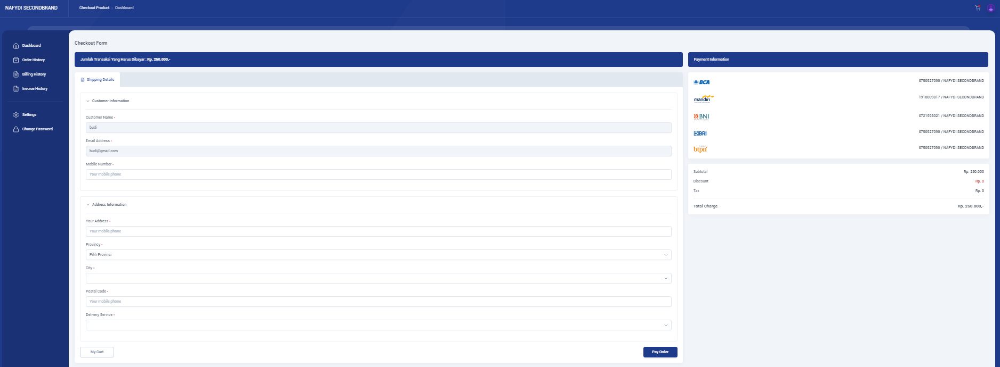 NAFYDI SECONDBRAND
Checkout Product > Dashboard
Dashboard
Order History
Billing History
Invoice History
Settings
Change Password
Checkout Form
Jumlah Transaksi Yang Harus Dibayar : Rp. 250.000,-
Shipping Details
Customer Information
Customer Name *
budi
Email Address *
budi@gmail.com
Mobile Number *
Your mobile phone
Address Information
Your Address *
Your mobile phone
Provincy *
Pilih Provinsi
City *
Postal Code *
Your mobile phone
Delivery Service *
My Cart
Pay Order
Payment Information
BCA
6750527090 / NAFYDI SECONDBRAND
mandiri
1918009817 / NAFYDI SECONDBRAND
BNI
6721598021 / NAFYDI SECONDBRAND
BRI
6750527090 / NAFYDI SECONDBRAND
btpn
6750527090 / NAFYDI SECONDBRAND
Subtotal
Rp. 250.000
Discount
Rp. 0
Tax
Rp. 0
Total Charge
Rp. 250.000,-